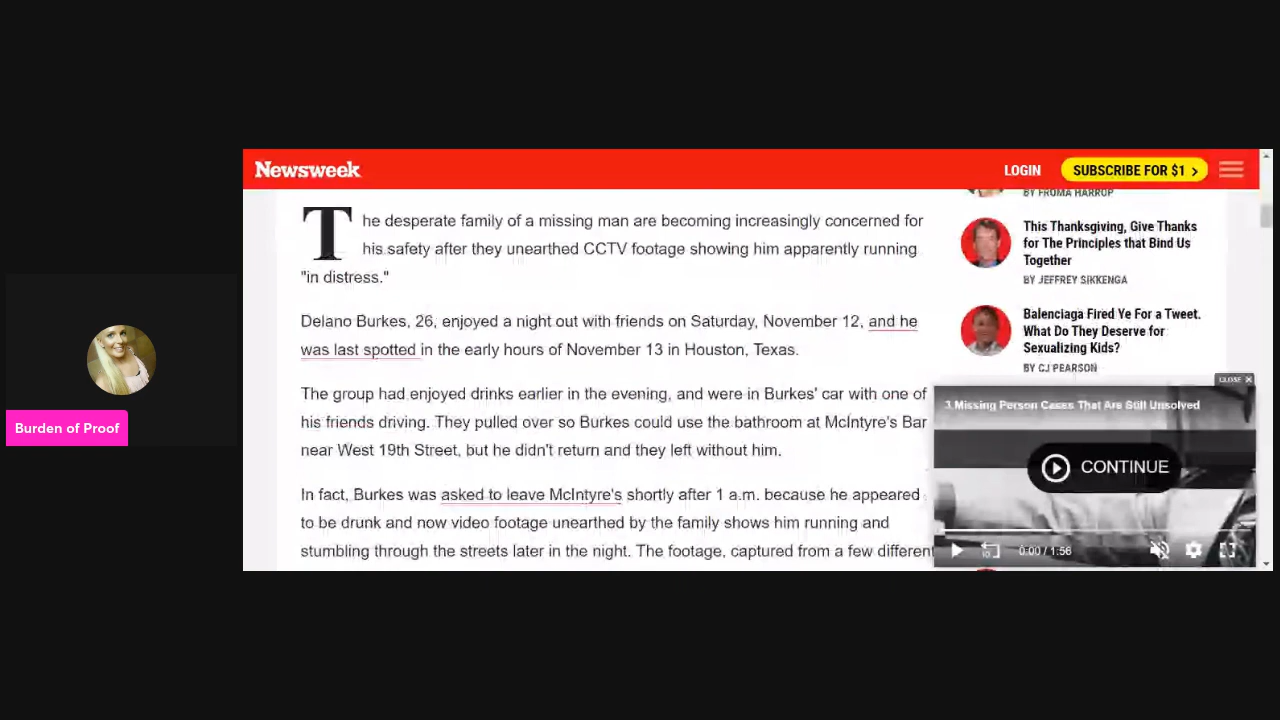 Newsweek
LOGIN
SUBSCRIBE FOR $1 >
The desperate family of a missing man are becoming increasingly concerned for
his safety after they unearthed CCTV footage showing him apparently running
"in distress."
Delano Burkes, 26, enjoyed a night out with friends on Saturday, November 12, and he
was last spotted in the early hours of November 13 in Houston, Texas.
The group had enjoyed drinks earlier in the evening, and were in Burkes' car with one of
his friends driving. They pulled over so Burkes could use the bathroom at McIntyre's Bar
near West 19th Street, but he didn't return and they left without him.
In fact, Burkes was asked to leave McIntyre's shortly after 1 a.m. because he appeared
to be drunk and now video footage unearthed by the family shows him running and
stumbling through the streets later in the night. The footage, captured from a few different
BY FROMA HARROP
This Thanksgiving, Give Thanks
for The Principles that Bind Us
Together
BY JEFFREY SIKKENGA
Balenciaga Fired Ye For a Tweet.
What Do They Deserve for
Sexualizing Kids?
BY CJ PEARSON
CLOSE X
3 Missing Person Cases That Are Still Unsolved
CONTINUE
10
0:00 / 1:56
Burden of Proof